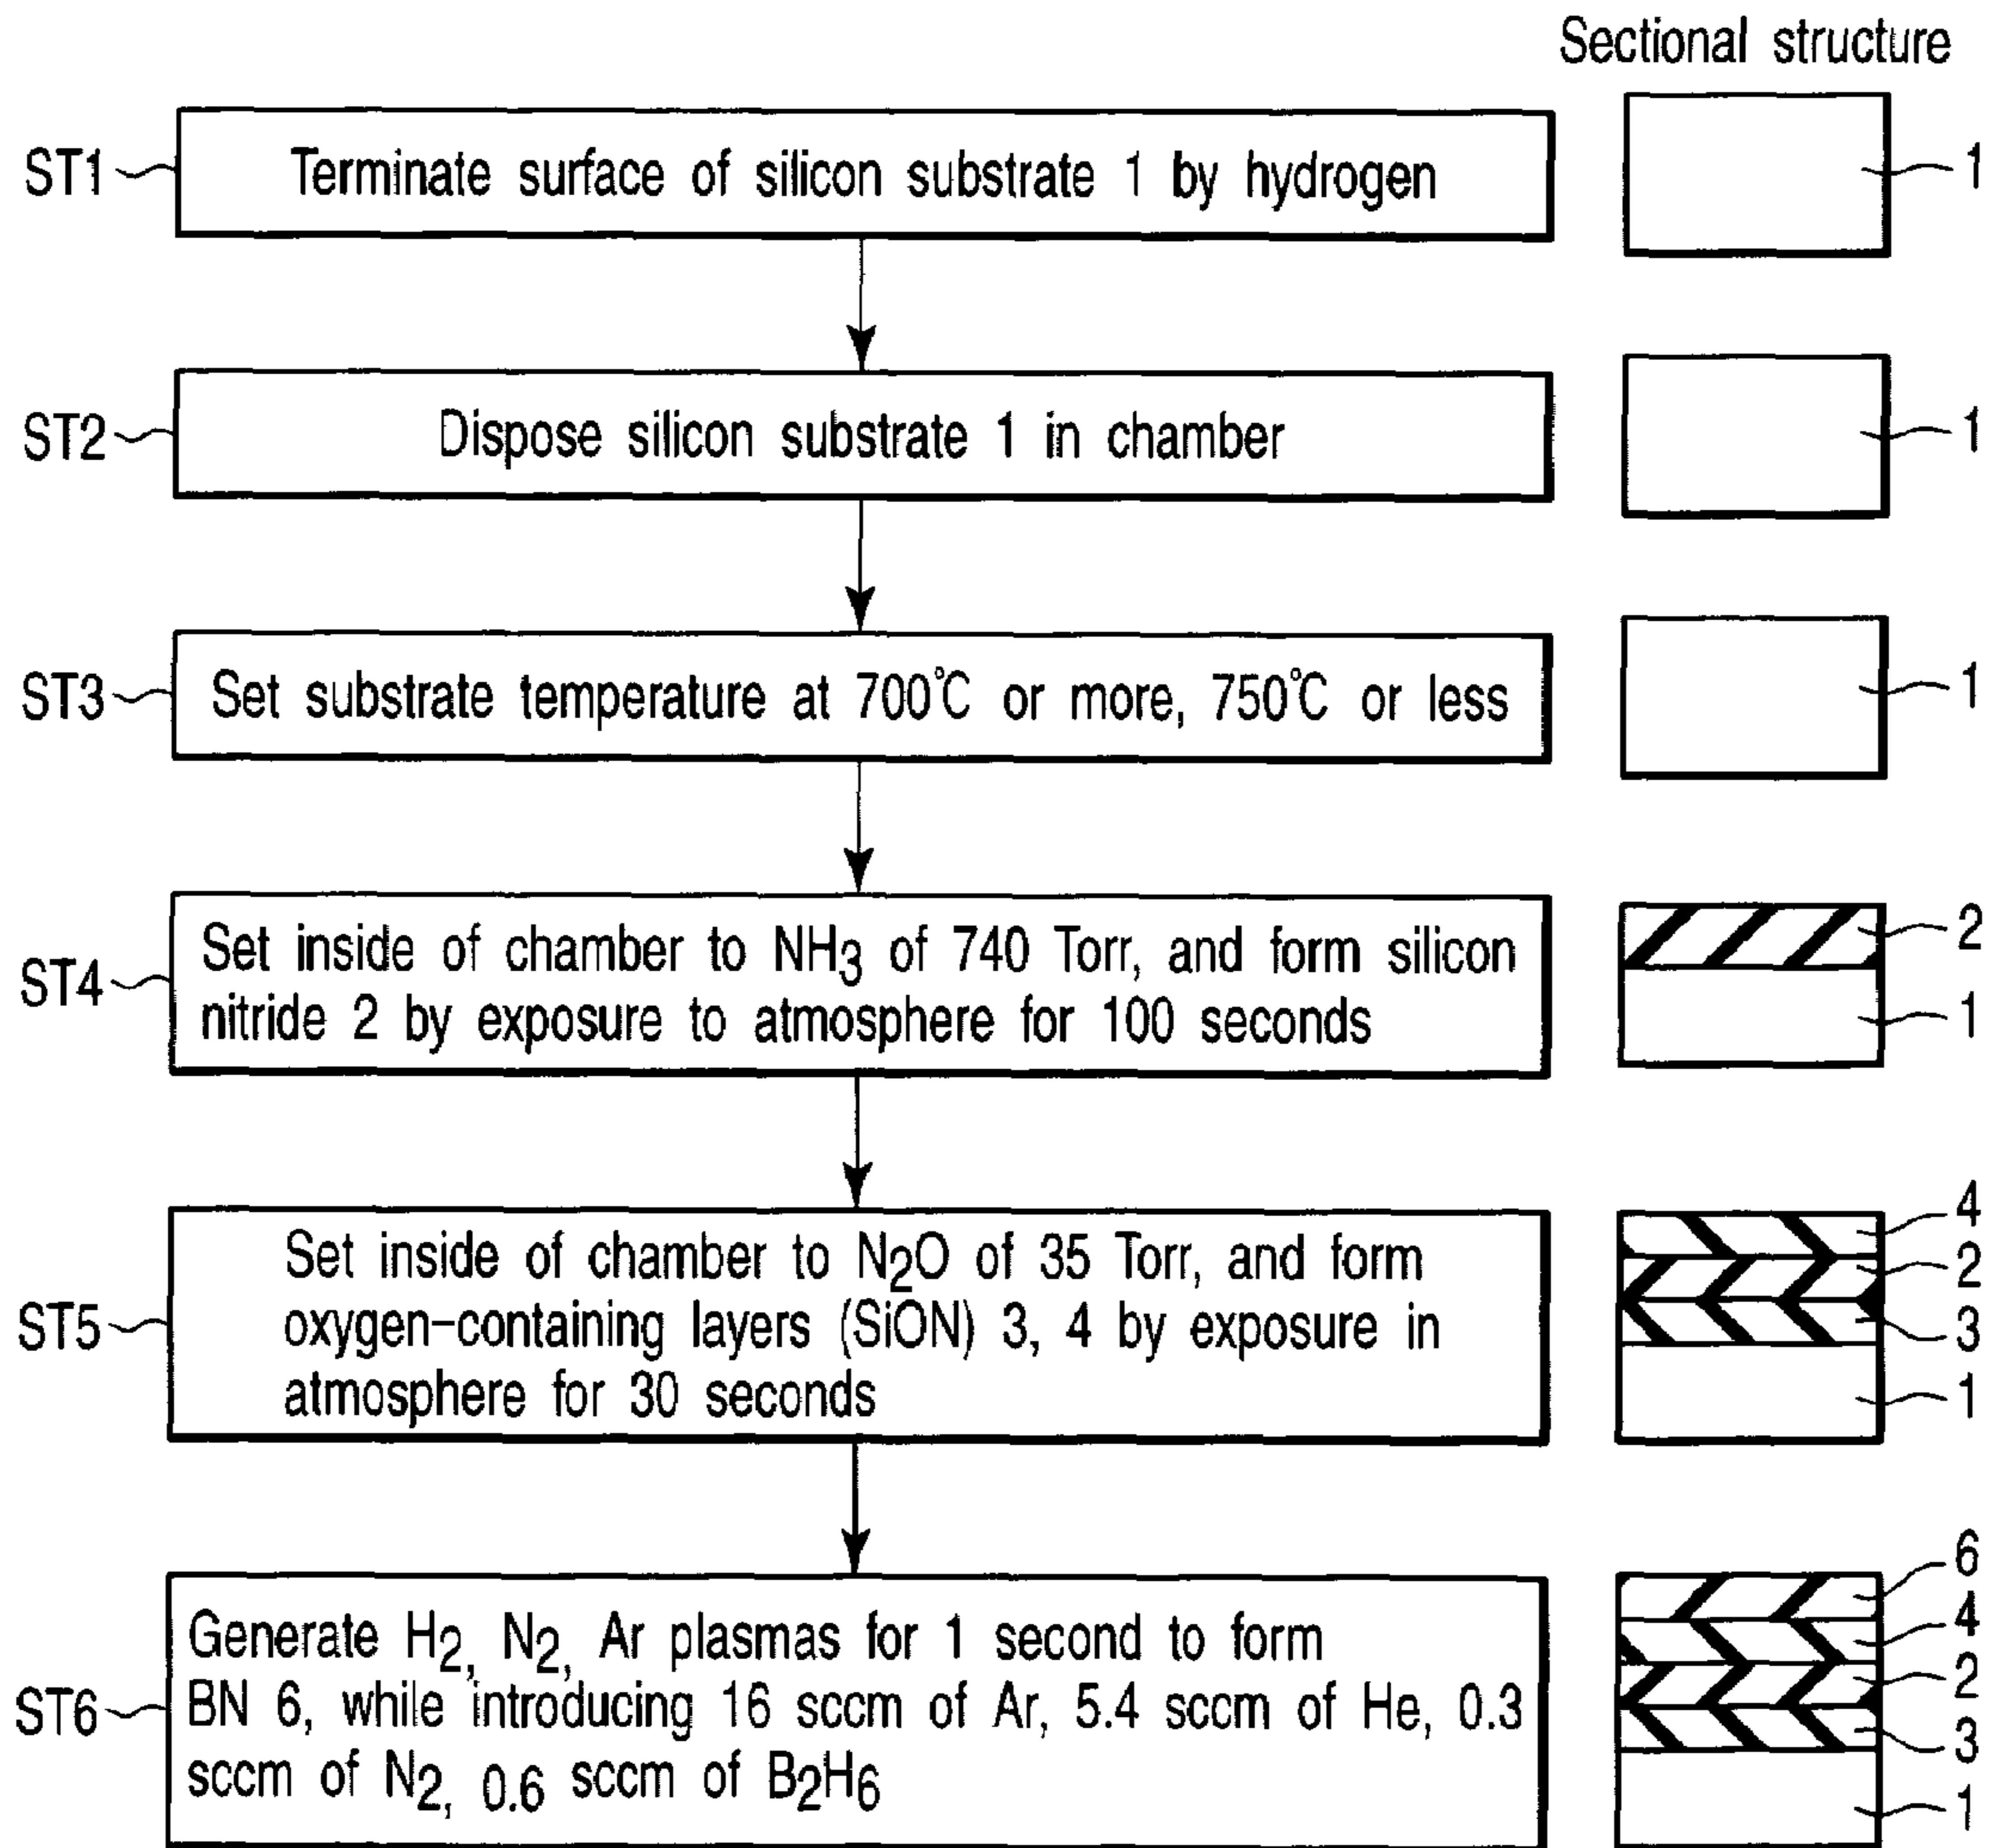 Sectional structure
ST1
Terminate surface of silicon substrate 1 by hydrogen
1
ST2
Dispose silicon substrate 1 in chamber
1
ST3
Set substrate temperature at 700℃ or more, 750℃ or less
1
ST4
Set inside of chamber to NH3 of 740 Torr, and form silicon
nitride 2 by exposure to atmosphere for 100 seconds
2
1
ST5
Set inside of chamber to N2O of 35 Torr, and form
oxygen-containing layers (SiON) 3, 4 by exposure in
atmosphere for 30 seconds
4
2
3
1
ST6
Generate H2, N2, Ar plasmas for 1 second to form
BN 6, while introducing 16 sccm of Ar, 5.4 sccm of He, 0.3
sccm of N2, 0.6 sccm of B2H6
6
4
2
3
1